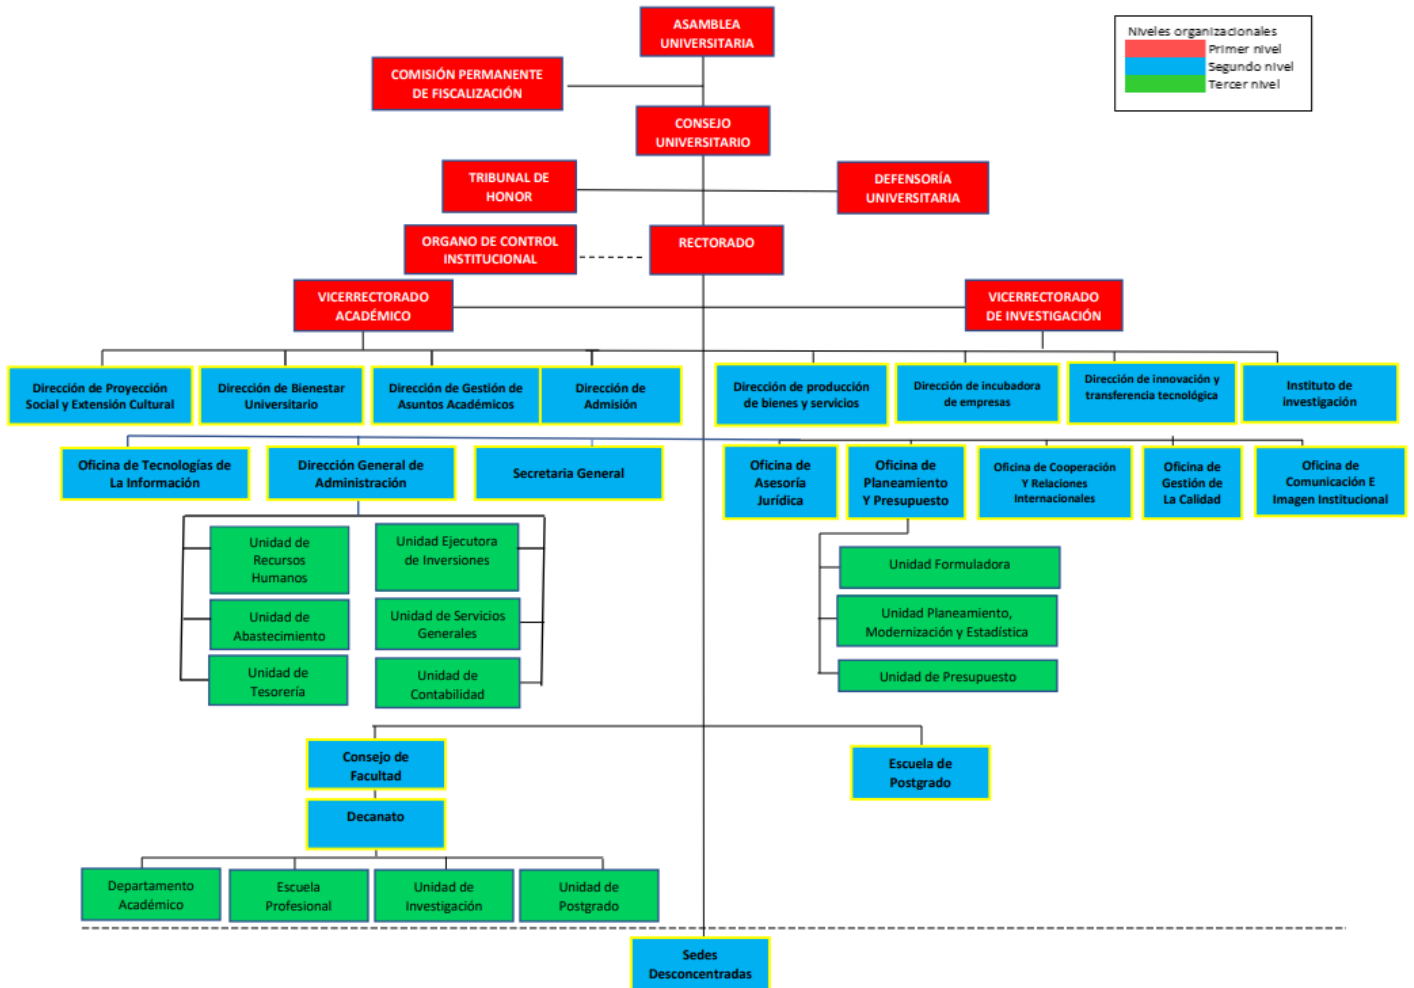 ASAMBLEA
UNIVERSITARIA
Niveles organizacionales
Primer nivel
Segundo nivel
Tercer nivel
COMISIÓN PERMANENTE
DE FISCALIZACIÓN
CONSEJO
UNIVERSITARIO
TRIBUNAL DE
HONOR
DEFENSORÍA
UNIVERSITARIA
ORGANO DE CONTROL
INSTITUCIONAL
RECTORADO
VICERRECTORADO
ACADÉMICO
VICERRECTORADO
DE INVESTIGACIÓN
Dirección de Proyección
Social y Extensión Cultural
Dirección de Bienestar
Universitario
Dirección de Gestión de
Asuntos Académicos
Dirección de
Admisión
Dirección de producción
de bienes y servicios
Dirección de incubadora
de empresas
Dirección de innovación y
transferencia tecnológica
Instituto de
investigación
Oficina de Tecnologías de
La Información
Dirección General de
Administración
Secretaria General
Oficina de
Asesoría
Jurídica
Oficina de
Planeamiento
Y Presupuesto
Oficina de Cooperación
Y Relaciones
Internacionales
Oficina de
Gestión de
La Calidad
Oficina de
Comunicación E
Imagen Institucional
Unidad de
Recursos
Humanos
Unidad Ejecutora
de Inversiones
Unidad de
Abastecimiento
Unidad de Servicios
Generales
Unidad de
Tesorería
Unidad de
Contabilidad
Unidad Formuladora
Unidad Planeamiento,
Modernización y Estadística
Unidad de Presupuesto
Consejo de
Facultad
Escuela de
Postgrado
Decanato
Departamento
Académico
Escuela
Profesional
Unidad de
Investigación
Unidad de
Postgrado
Sedes
Desconcentradas